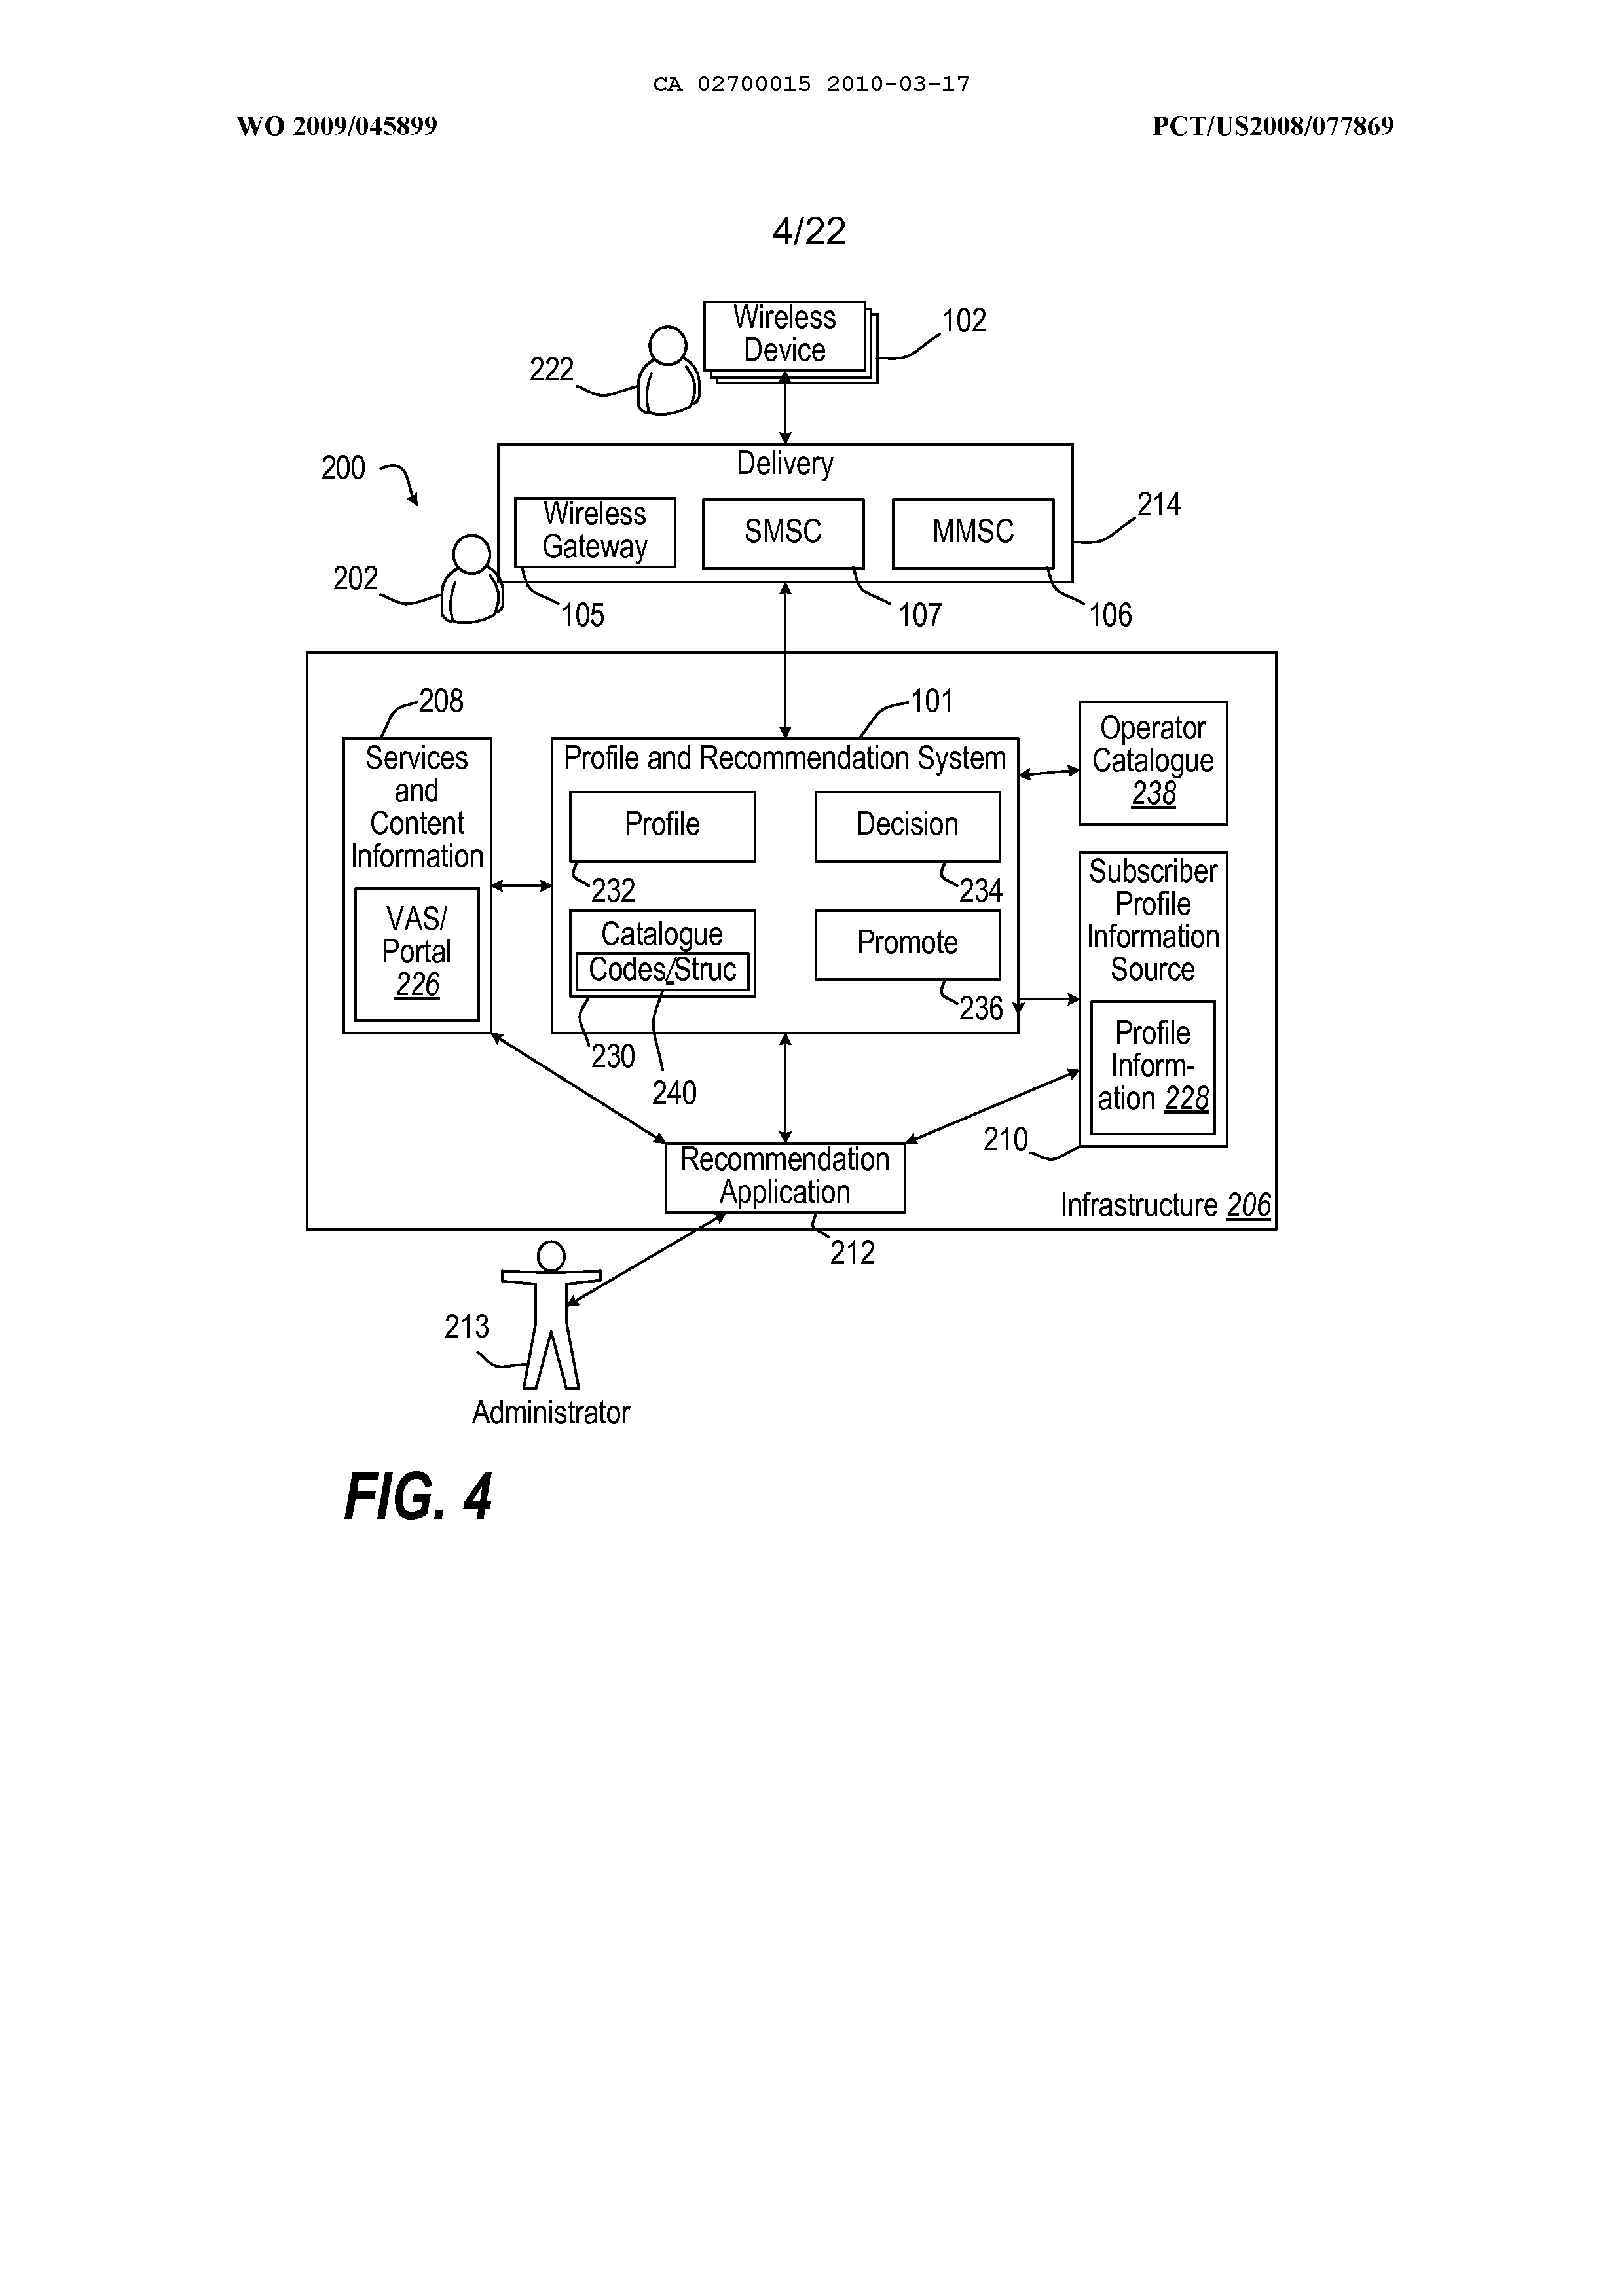 CA 02700015 2010-03-17
WO 2009/045899
PCT/US2008/077869
4/22
Wireless
Device
102
222
200
Delivery
Wireless
Gateway
SMSC
MMSC
214
202
105
107
106
208
101
Services
and
Content
Information
VAS/
Portal
226
Profile and Recommendation System
Profile
232
Decision
234
Catalogue
Codes/Struc
230
240
Promote
236
Operator
Catalogue
238
Subscriber
Profile
Information
Source
Profile
Inform-
ation 228
210
Recommendation
Application
212
Infrastructure 206
213
Administrator
FIG. 4